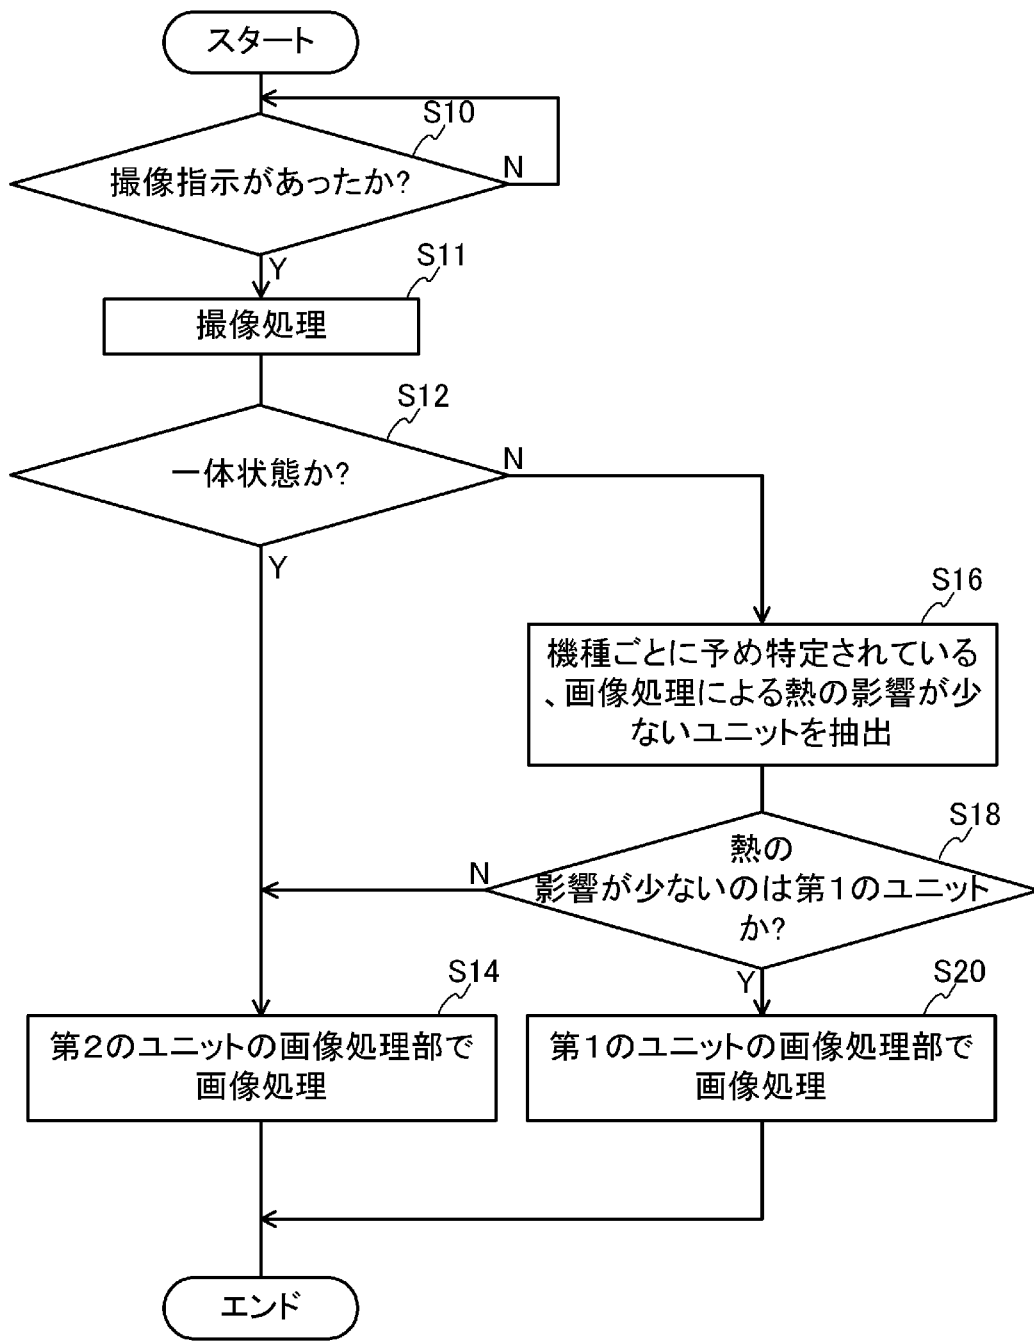 スタート
S10
撮像指示があったか?
N
Y
S11
撮像処理
S12
一体状態か?
N
Y
S16
機種ごとに予め特定されている
、画像処理による熱の影響が少
ないユニットを抽出
S18
熱の
影響が少ないのは第1のユニット
か?
N
Y
S14
第2のユニットの画像処理部で
画像処理
S20
第1のユニットの画像処理部で
画像処理
エンド